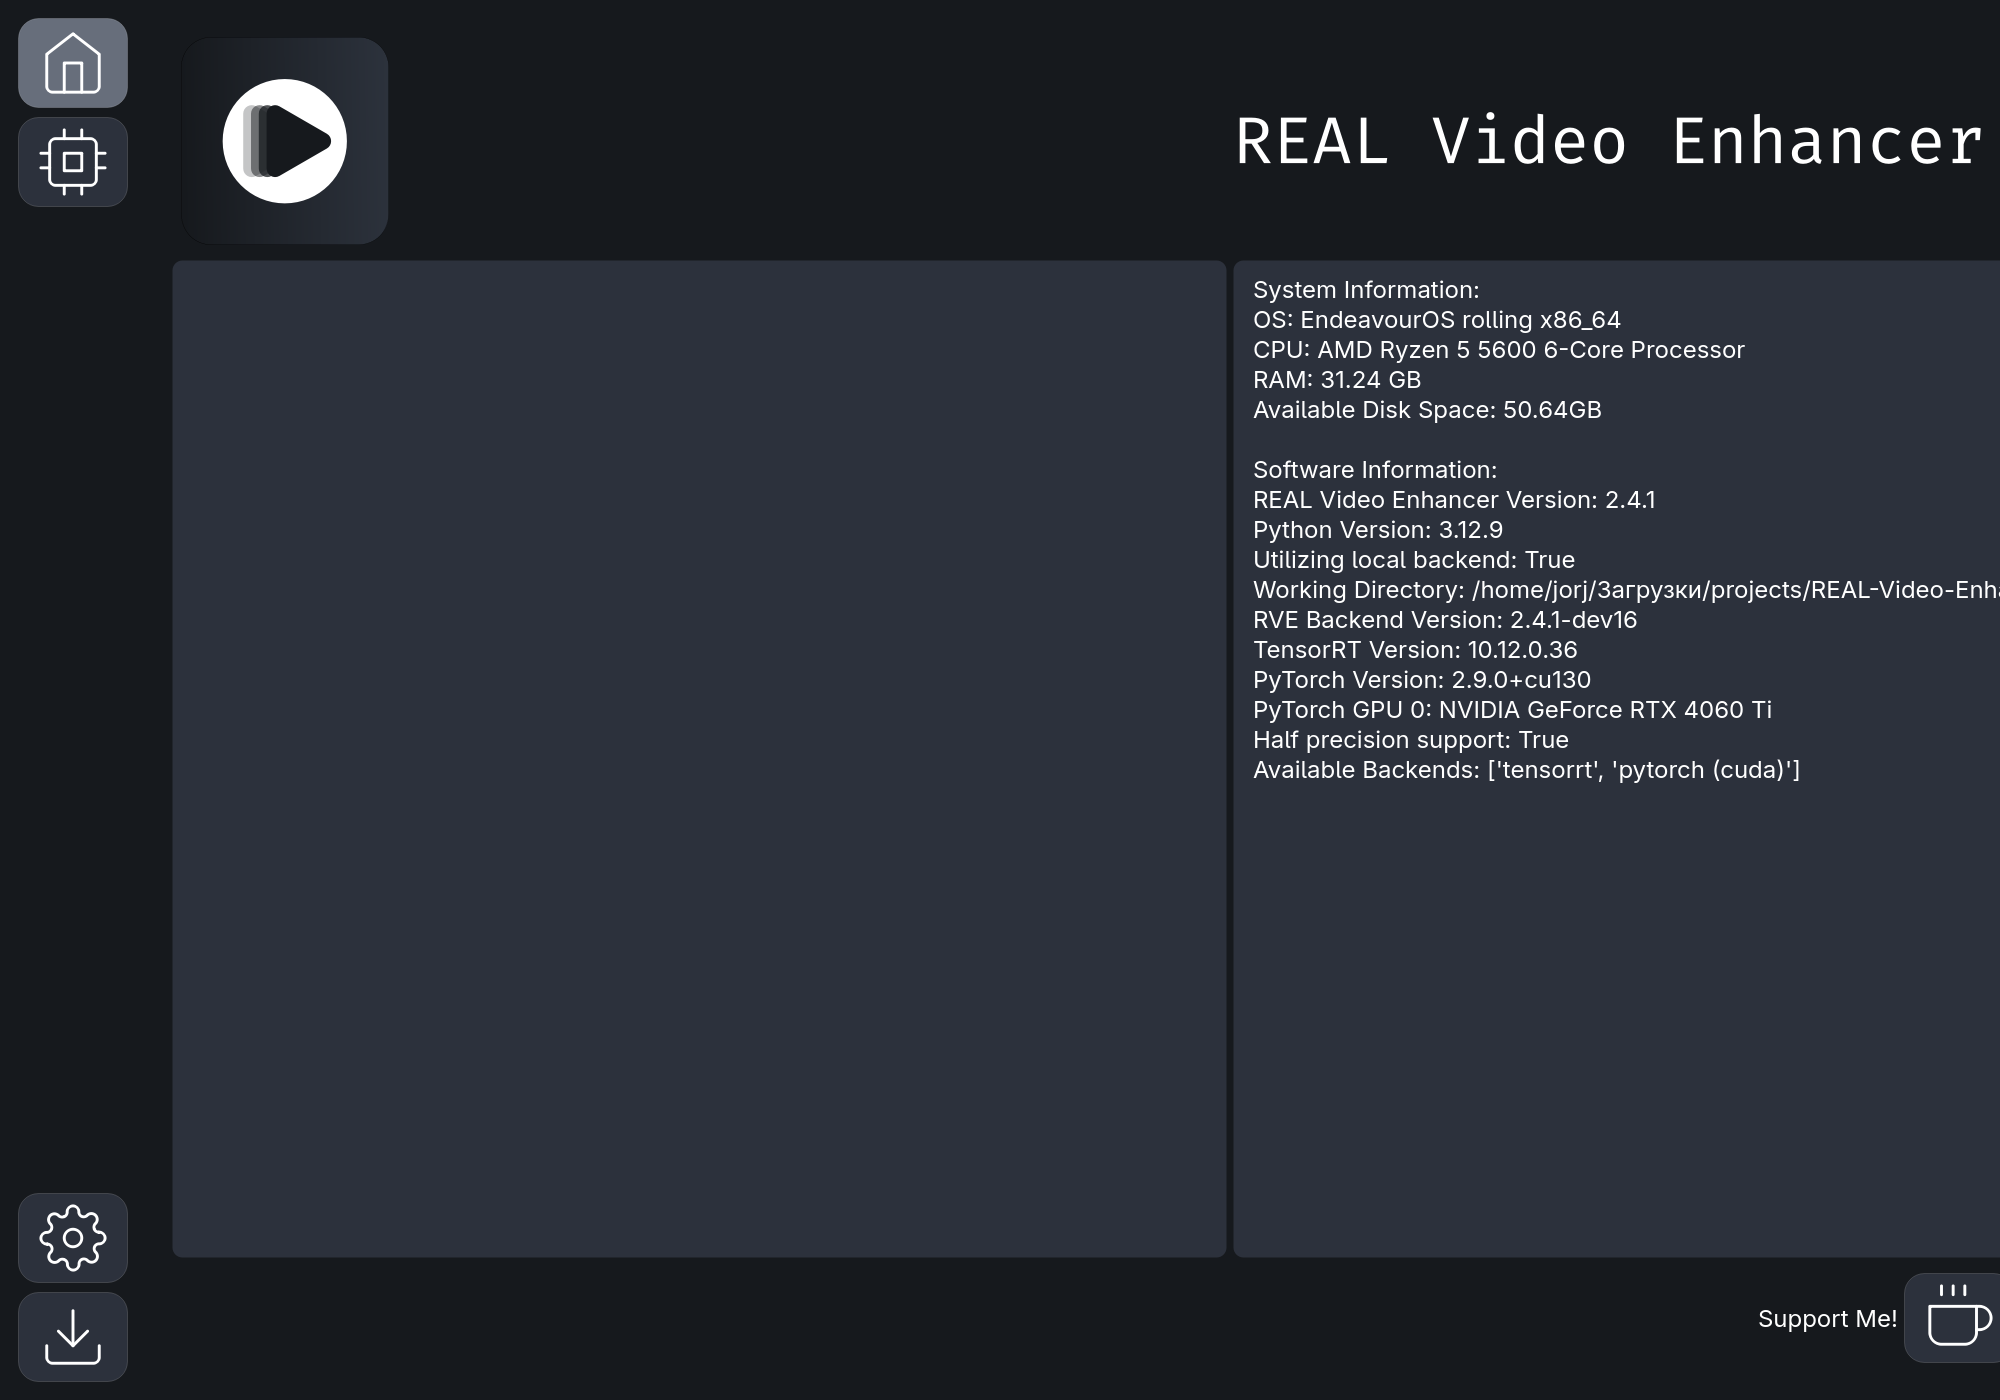 REAL Video Enhancer
System Information:
OS: EndeavourOS rolling x86_64
CPU: AMD Ryzen 5 5600 6-Core Processor
RAM: 31.24 GB
Available Disk Space: 50.64GB
Software Information:
REAL Video Enhancer Version: 2.4.1
Python Version: 3.12.9
Utilizing local backend: True
Working Directory: /home/jorj/Загрузки/projects/REAL-Video-Enh
RVE Backend Version: 2.4.1-dev16
TensorRT Version: 10.12.0.36
PyTorch Version: 2.9.0+cu130
PyTorch GPU 0: NVIDIA GeForce RTX 4060 Ti
Half precision support: True
Available Backends: ['tensorrt', 'pytorch (cuda)']
Support Me!